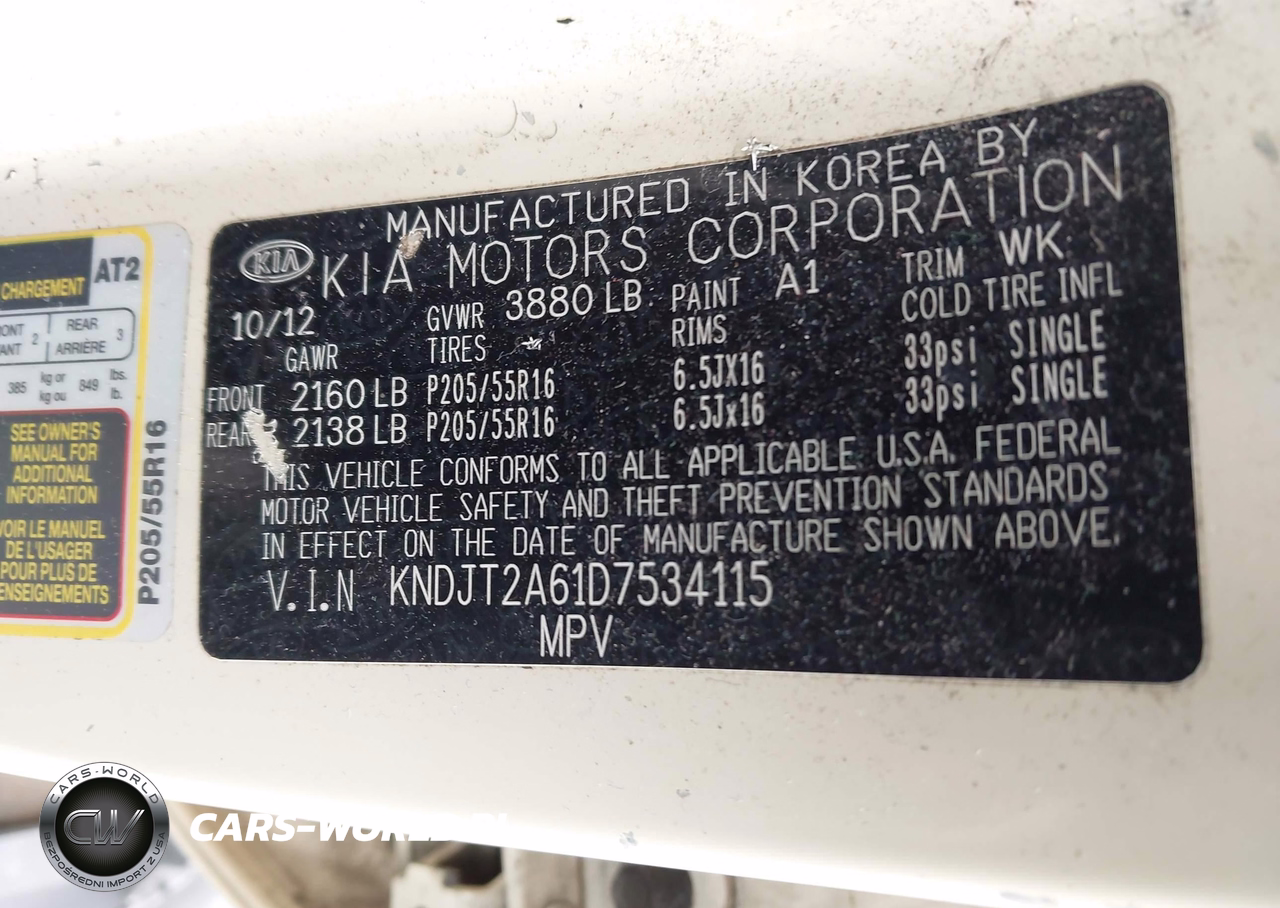 CHARGEMENT AT2
2 REAR
ARRIÈRE 3
385 kg or
kg ou 849 lbs.
lb.
SEE OWNER'S
MANUAL FOR
ADDITIONAL
INFORMATION
VOIR LE MANUEL
DE L'USAGER
POUR PLUS DE
P205/55R16
MANUFACTURED IN KOREA BY
KIA KIA MOTORS CORPORATION
10/12 GVWR 3880 LB PAINT A1 TRIM WK
GAWR TIRES RIMS COLD TIRE INFL
FRONT 2160 LB P205/55R16 6.5JX16 33psi SINGLE
REAR 2138 LB P205/55R16 6.5Jx16 33psi SINGLE
THIS VEHICLE CONFORMS TO ALL APPLICABLE U.S.A. FEDERAL
MOTOR VEHICLE SAFETY AND THEFT PREVENTION STANDARDS
IN EFFECT ON THE DATE OF MANUFACTURE SHOWN ABOVE.
V.I.N KNDJT2A61D7534115
MPV
CARS-WORLD
CW
BEZPOŚREDNI IMPORT Z USA